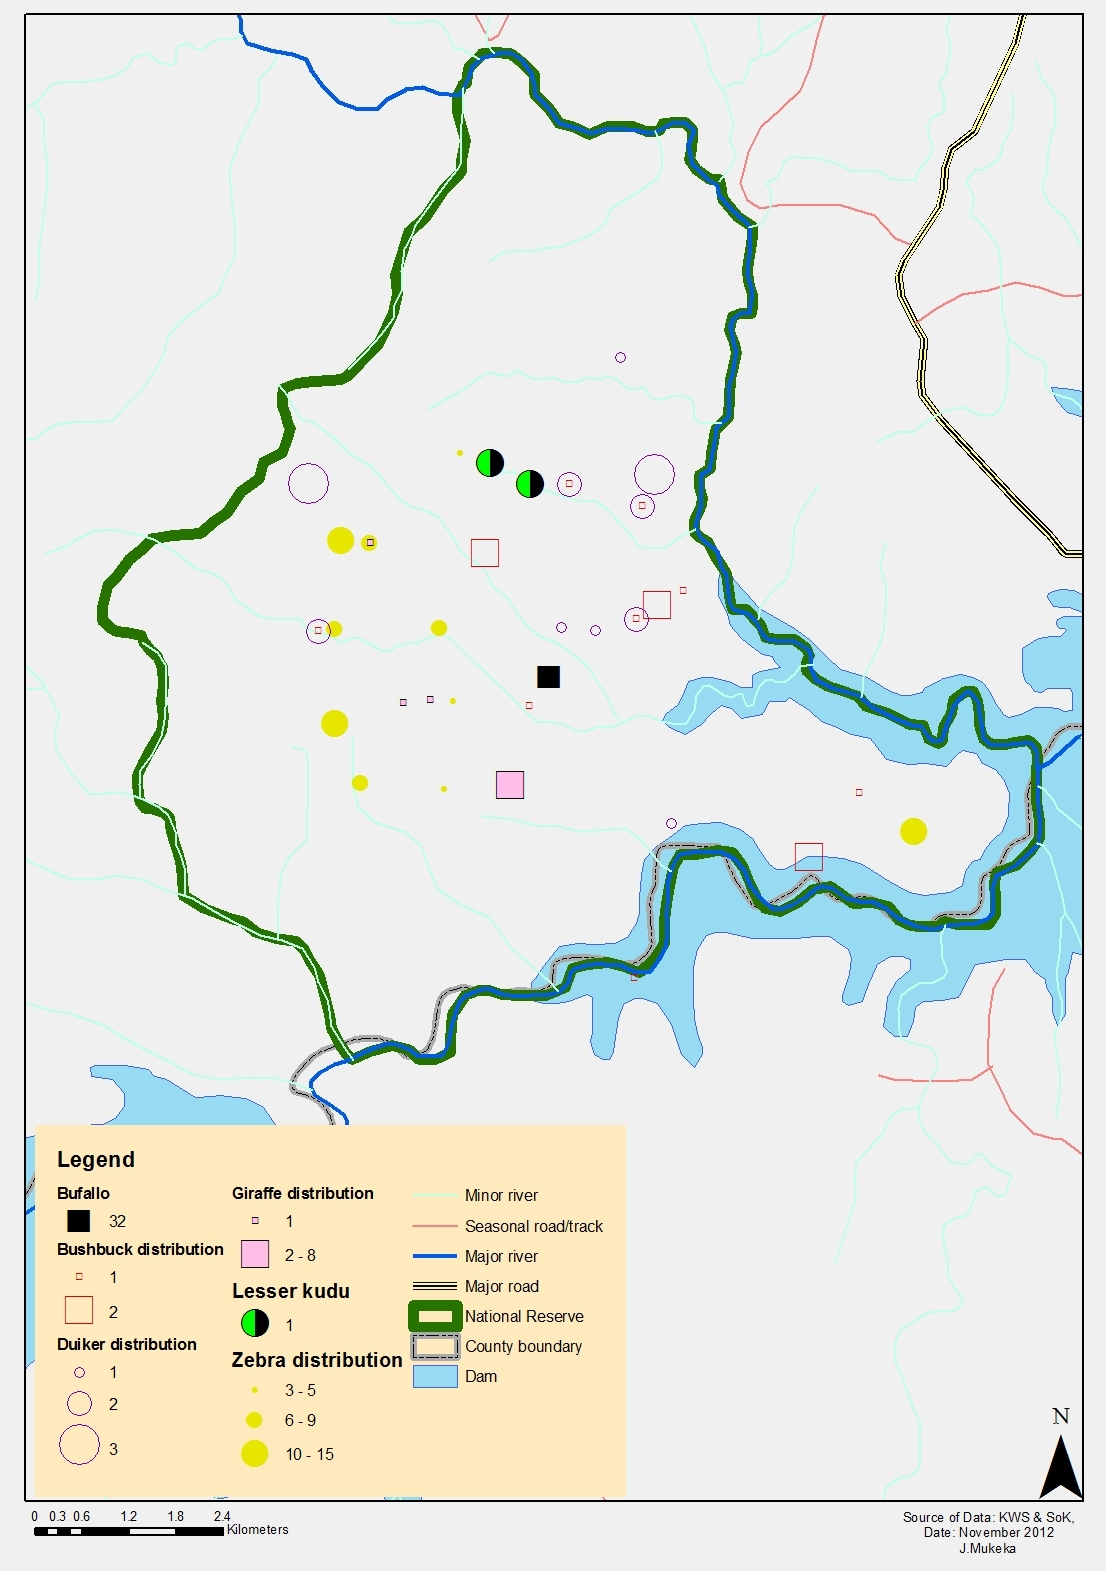 Legend
Bufallo
32
Bushbuck distribution
1
2
Duiker distribution
1
2
3
Giraffe distribution
1
2 - 8
Lesser kudu
1
Zebra distribution
3 - 5
6 - 9
10 - 15
Minor river
Seasonal road/track
Major river
Major road
National Reserve
County boundary
Dam
N
0 0.3 0.6 1.2 1.8 2.4
Kilometers
Source of Data: KWS & SoK,
Date: November 2012
J.Mukeka